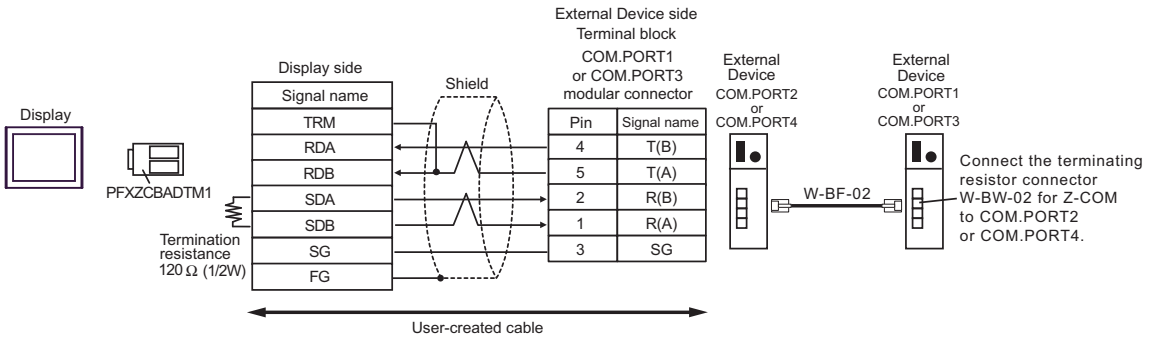 Display
PFXZCBADTM1
Termination
resistance
120 Ω (1/2W)
Display side
Signal name
TRM
RDA
RDB
SDA
SDB
SG
FG
Shield
External Device side
Terminal block
COM.PORT1
or COM.PORT3
modular connector
Pin Signal name
4 T(B)
5 T(A)
2 R(B)
1 R(A)
3 SG
User-created cable
External
Device
COM.PORT2
or
COM.PORT4
W-BF-02
External
Device
COM.PORT1
or
COM.PORT3
Connect the terminating
resistor connector
W-BW-02 for Z-COM
to COM.PORT2
or COM.PORT4.